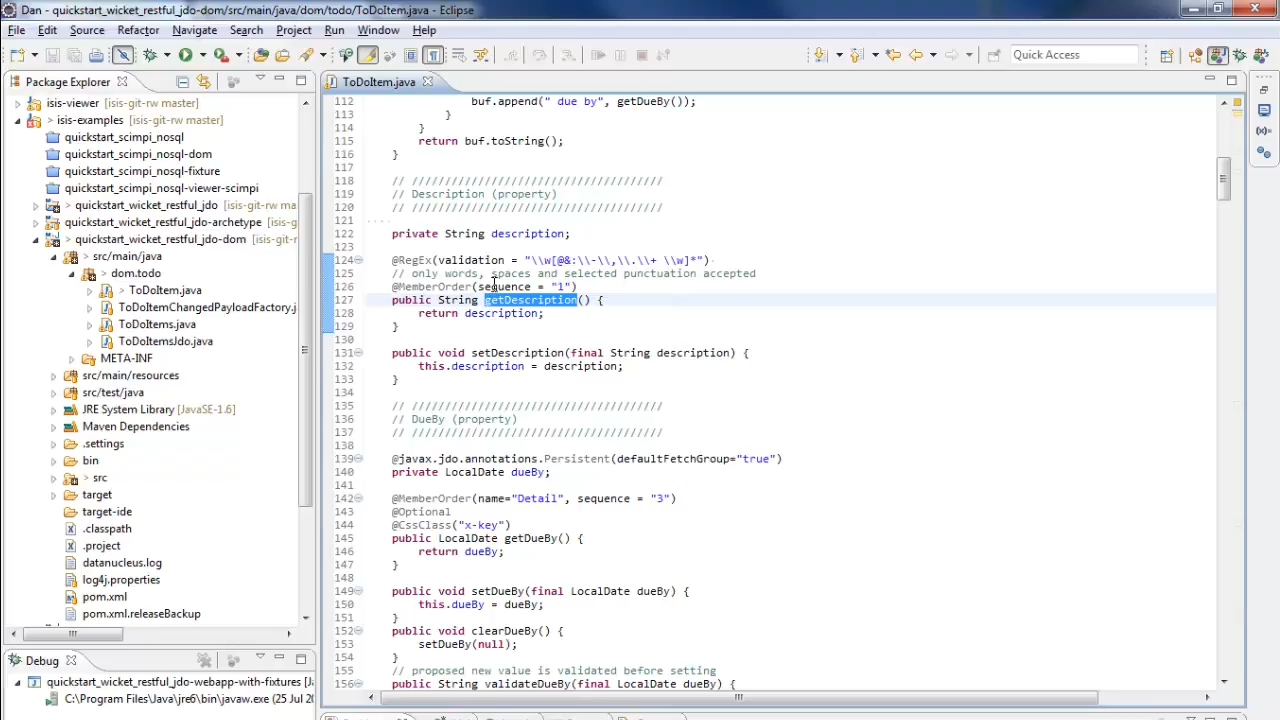 Dan - quickstart_wicket_restful_jdo-dom/src/main/java/dom/todo/ToDoItem.java - Eclipse
File Edit Source Refactor Navigate Search Project Run Window Help
Quick Access
Package Explorer
isis-viewer [isis-git-rw master]
> isis-examples [isis-git-rw master]
quickstart_scimpi_nosql
quickstart_scimpi_nosql-dom
quickstart_scimpi_nosql-fixture
quickstart_scimpi_nosql-viewer-scimpi
> quickstart_wicket_restful_jdo [isis-git-rw ma
quickstart_wicket_restful_jdo-archetype [isis-g
> quickstart_wicket_restful_jdo-dom [isis-git-r
> src/main/java
> dom.todo
> ToDoItem.java
ToDoItemChangedPayloadFactory.j
ToDoItems.java
ToDoItemsJdo.java
META-INF
src/main/resources
src/test/java
JRE System Library [JavaSE-1.6]
Maven Dependencies
.settings
bin
> src
target
target-ide
.classpath
.project
datanucleus.log
log4j.properties
pom.xml
pom.xml.releaseBackup
Debug
quickstart_wicket_restful_jdo-webapp-with-fixtures [Ja
C:\Program Files\Java\jre6\bin\javaw.exe (25 Jul 20
ToDoItem.java
112 buf.append(" due by", getDueBy());
113 }
114 }
115 return buf.toString();
116 }
117
118 // //////////////////////////////////////
119 // Description (property)
120 // //////////////////////////////////////
121
122 private String description;
123
124 @RegEx(validation = "\\w[@&:\\-\\,\\.\\+ \\w]*")
125 // only words, spaces and selected punctuation accepted
126 @MemberOrder(sequence = "1")
127 public String getDescription() {
128 return description;
129 }
130
131 public void setDescription(final String description) {
132 this.description = description;
133 }
134
135 // //////////////////////////////////////
136 // DueBy (property)
137 // //////////////////////////////////////
138
139 @javax.jdo.annotations.Persistent(defaultFetchGroup="true")
140 private LocalDate dueBy;
141
142 @MemberOrder(name="Detail", sequence = "3")
143 @Optional
144 @CssClass("x-key")
145 public LocalDate getDueBy() {
146 return dueBy;
147 }
148
149 public void setDueBy(final LocalDate dueBy) {
150 this.dueBy = dueBy;
151 }
152 public void clearDueBy() {
153 setDueBy(null);
154 }
155 // proposed new value is validated before setting
156 public String validateDueBy(final LocalDate dueBy) {